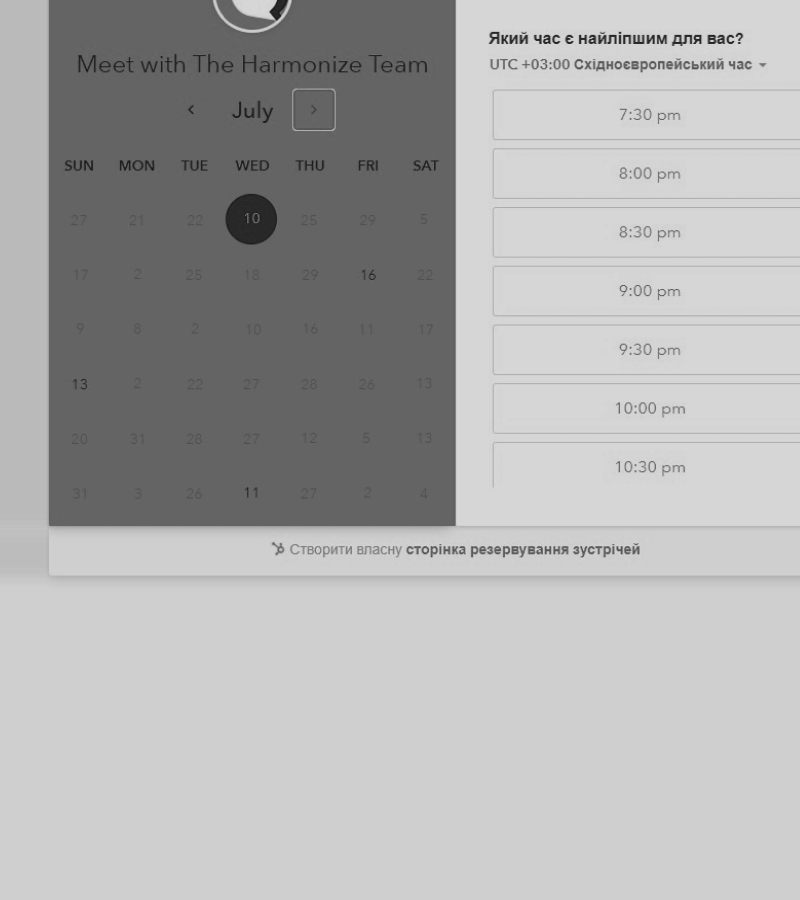 Meet with The Harmonize Team
July
SUN MON TUE WED THU FRI SAT
27 21 22 10 25 29 5
17 2 25 18 29 16 22
9 8 2 10 16 11 17
13 2 22 27 28 26 13
20 31 28 27 12 5 13
31 3 26 11 27 2 4
Який час є найліпшим для вас?
UTC +03:00 Східноєвропейський час
7:30 pm
8:00 pm
8:30 pm
9:00 pm
9:30 pm
10:00 pm
10:30 pm
Створити власну сторінка резервування зустрічей